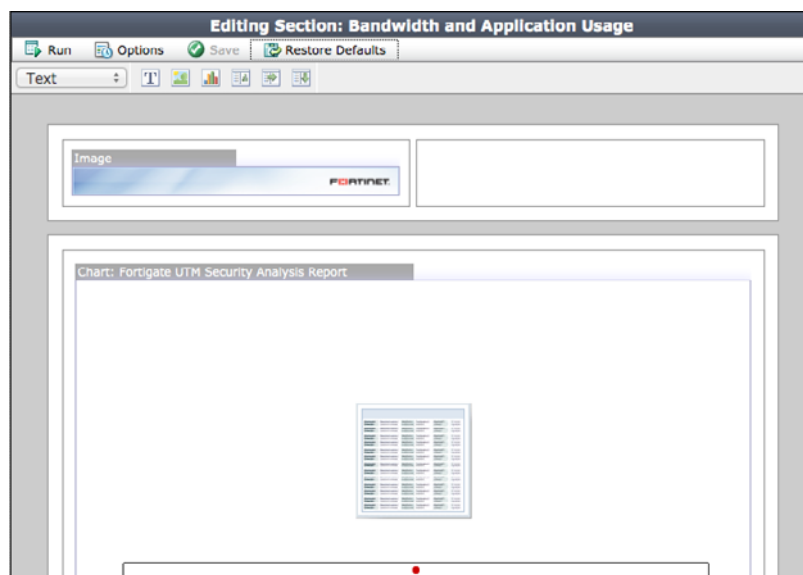 Editing Section: Bandwidth and Application Usage
Run Options Save Restore Defaults
Text T
Image
FORTINET
Chart: Fortigate UTM Security Analysis Report